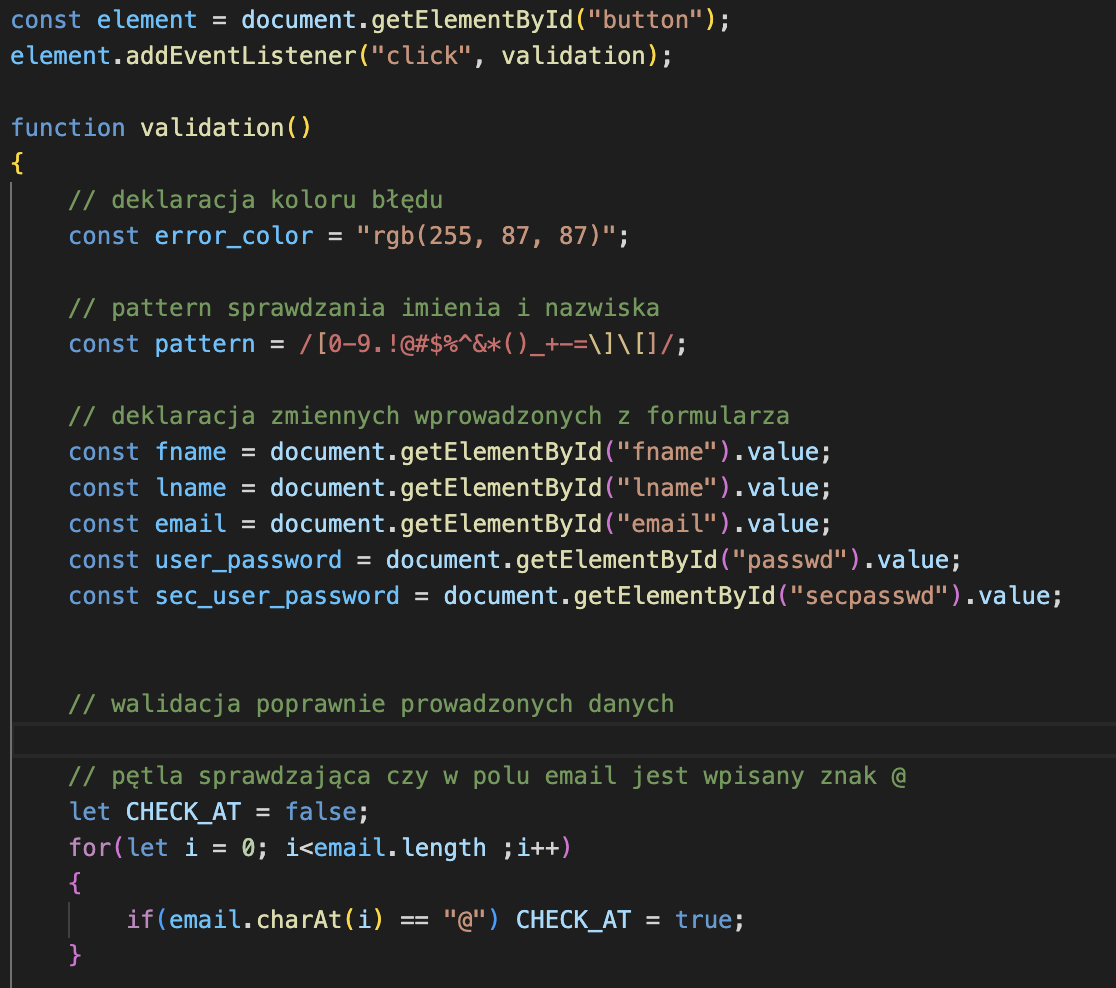 const element = document.getElementById("button");
element.addEventListener("click", validation);
function validation()
{
// deklaracja koloru błędu
const error_color = "rgb(255, 87, 87)";
// pattern sprawdzania imienia i nazwiska
const pattern = /[0-9.!@#$%^&*()_+-=\]\[]/;
// deklaracja zmiennych wprowadzonych z formularza
const fname = document.getElementById("fname").value;
const lname = document.getElementById("lname").value;
const email = document.getElementById("email").value;
const user_password = document.getElementById("passwd").value;
const sec_user_password = document.getElementById("secpasswd").value;
// walidacja poprawnie prowadzonych danych
// pętla sprawdzająca czy w polu email jest wpisany znak @
let CHECK_AT = false;
for(let i = 0; i<email.length ;i++)
{
if(email.charAt(i) == "@") CHECK_AT = true;
}